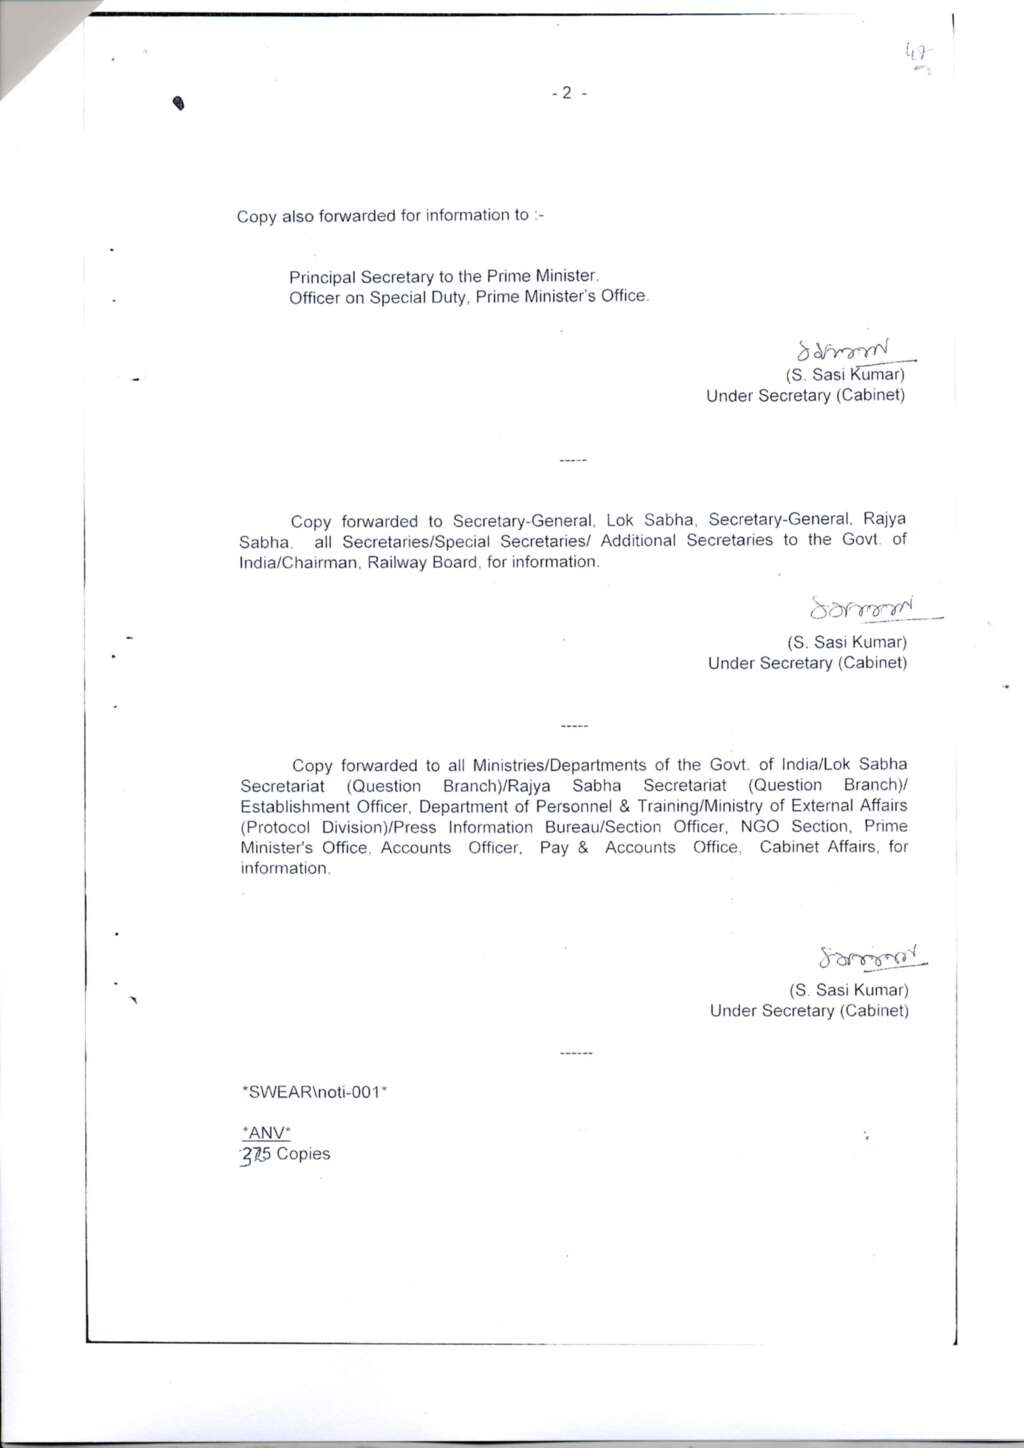 47
- 2 -
Copy also forwarded for information to :-
Principal Secretary to the Prime Minister.
Officer on Special Duty, Prime Minister's Office.
(S. Sasi Kumar)
Under Secretary (Cabinet)
-----
Copy forwarded to Secretary-General, Lok Sabha, Secretary-General, Rajya
Sabha, all Secretaries/Special Secretaries/ Additional Secretaries to the Govt. of
India/Chairman, Railway Board, for information.
(S. Sasi Kumar)
Under Secretary (Cabinet)
-----
Copy forwarded to all Ministries/Departments of the Govt. of India/Lok Sabha
Secretariat (Question Branch)/Rajya Sabha Secretariat (Question Branch)/
Establishment Officer, Department of Personnel & Training/Ministry of External Affairs
(Protocol Division)/Press Information Bureau/Section Officer, NGO Section, Prime
Minister's Office, Accounts Officer, Pay & Accounts Office, Cabinet Affairs, for
information.
(S. Sasi Kumar)
Under Secretary (Cabinet)
------
*SWEAR\noti-001*
*ANV*
375 Copies